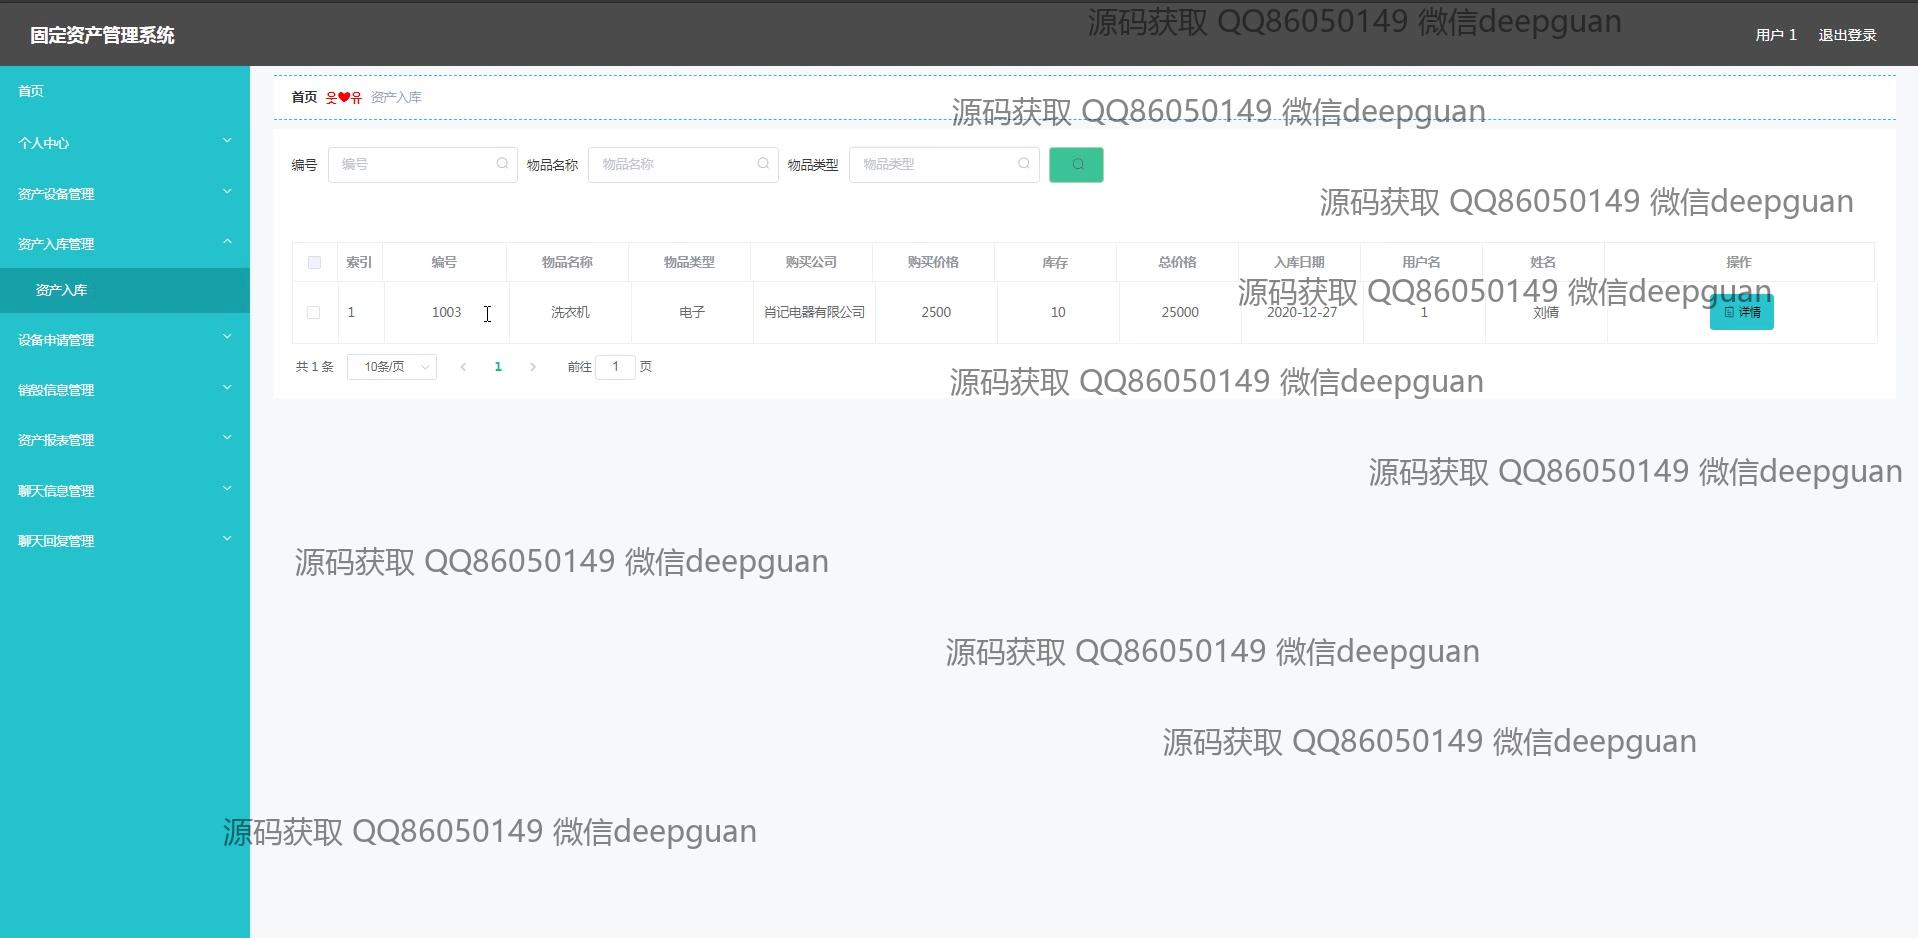 源码获取 QQ86050149 微信deepguan
固定资产管理系统
用户 1 退出登录
首页
个人中心
资产设备管理
资产入库管理
资产入库
设备申请管理
销毁信息管理
资产报表管理
聊天信息管理
聊天回复管理
首页 웃❤유 资产入库
源码获取 QQ86050149 微信deepguan
编号 编号 物品名称 物品名称 物品类型 物品类型
源码获取 QQ86050149 微信deepguan
索引 编号 物品名称 物品类型 购买公司 购买价格 库存 总价格 入库日期 用户名 姓名 操作
源码获取 QQ86050149 微信deepguan
1 1003 洗衣机 电子 肖记电器有限公司 2500 10 25000 2020-12-27 1 刘倩 详情
共 1 条 10条/页 1 前往 1 页
源码获取 QQ86050149 微信deepguan
源码获取 QQ86050149 微信deepguan
源码获取 QQ86050149 微信deepguan
源码获取 QQ86050149 微信deepguan
源码获取 QQ86050149 微信deepguan
源码获取 QQ86050149 微信deepguan